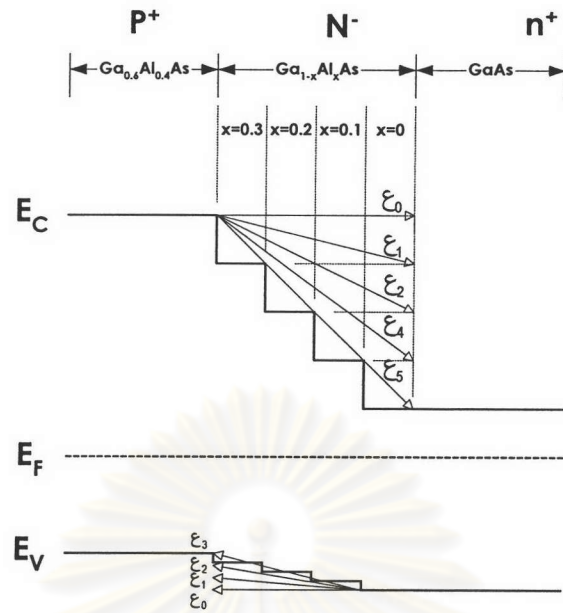 P⁺ N⁻ n⁺
Ga₀.₆Al₀.₄As Ga₁₋ₓAlₓAs GaAs
x=0.3 x=0.2 x=0.1 x=0
E_C
ℰ₀
ℰ₁
ℰ₂
ℰ₄
ℰ₅
E_F
E_V
ℰ₃
ℰ₂
ℰ₁
ℰ₀